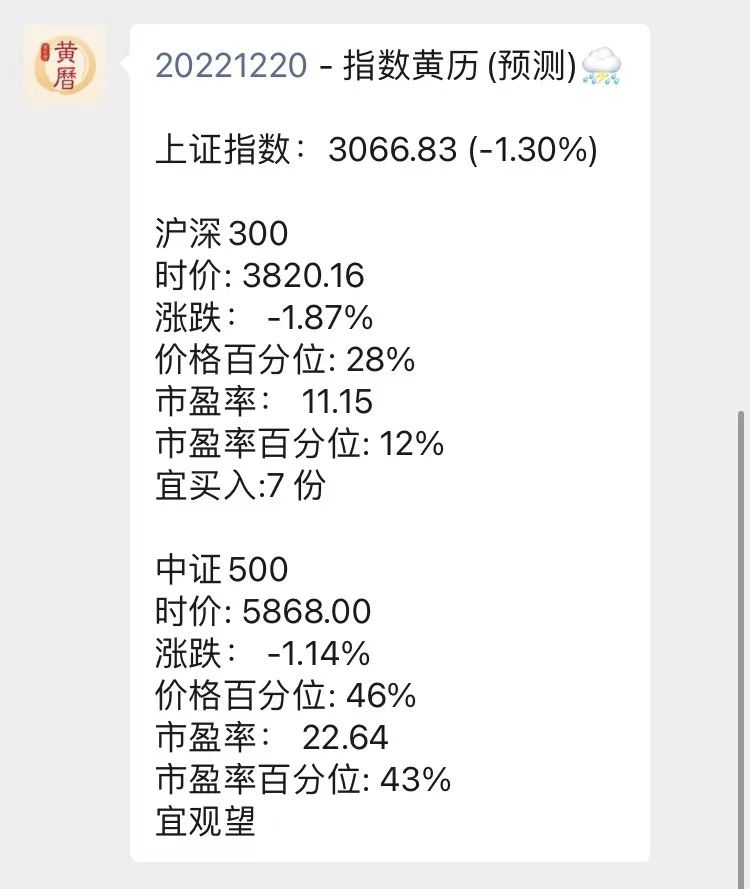 黄曆
20221220 - 指数黄历 (预测)
上证指数： 3066.83 (-1.30%)
沪深 300
时价: 3820.16
涨跌： -1.87%
价格百分位: 28%
市盈率： 11.15
市盈率百分位: 12%
宜买入:7 份
中证 500
时价: 5868.00
涨跌： -1.14%
价格百分位: 46%
市盈率： 22.64
市盈率百分位: 43%
宜观望